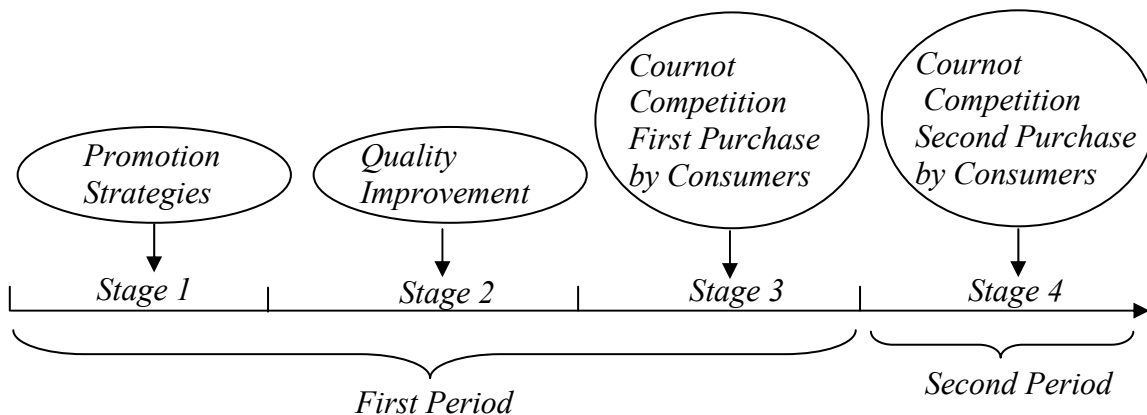 Promotion
Strategies
Quality
Improvement
Cournot
Competition
First Purchase
by Consumers
Cournot
Competition
Second Purchase
by Consumers
Stage 1
Stage 2
Stage 3
Stage 4
First Period
Second Period